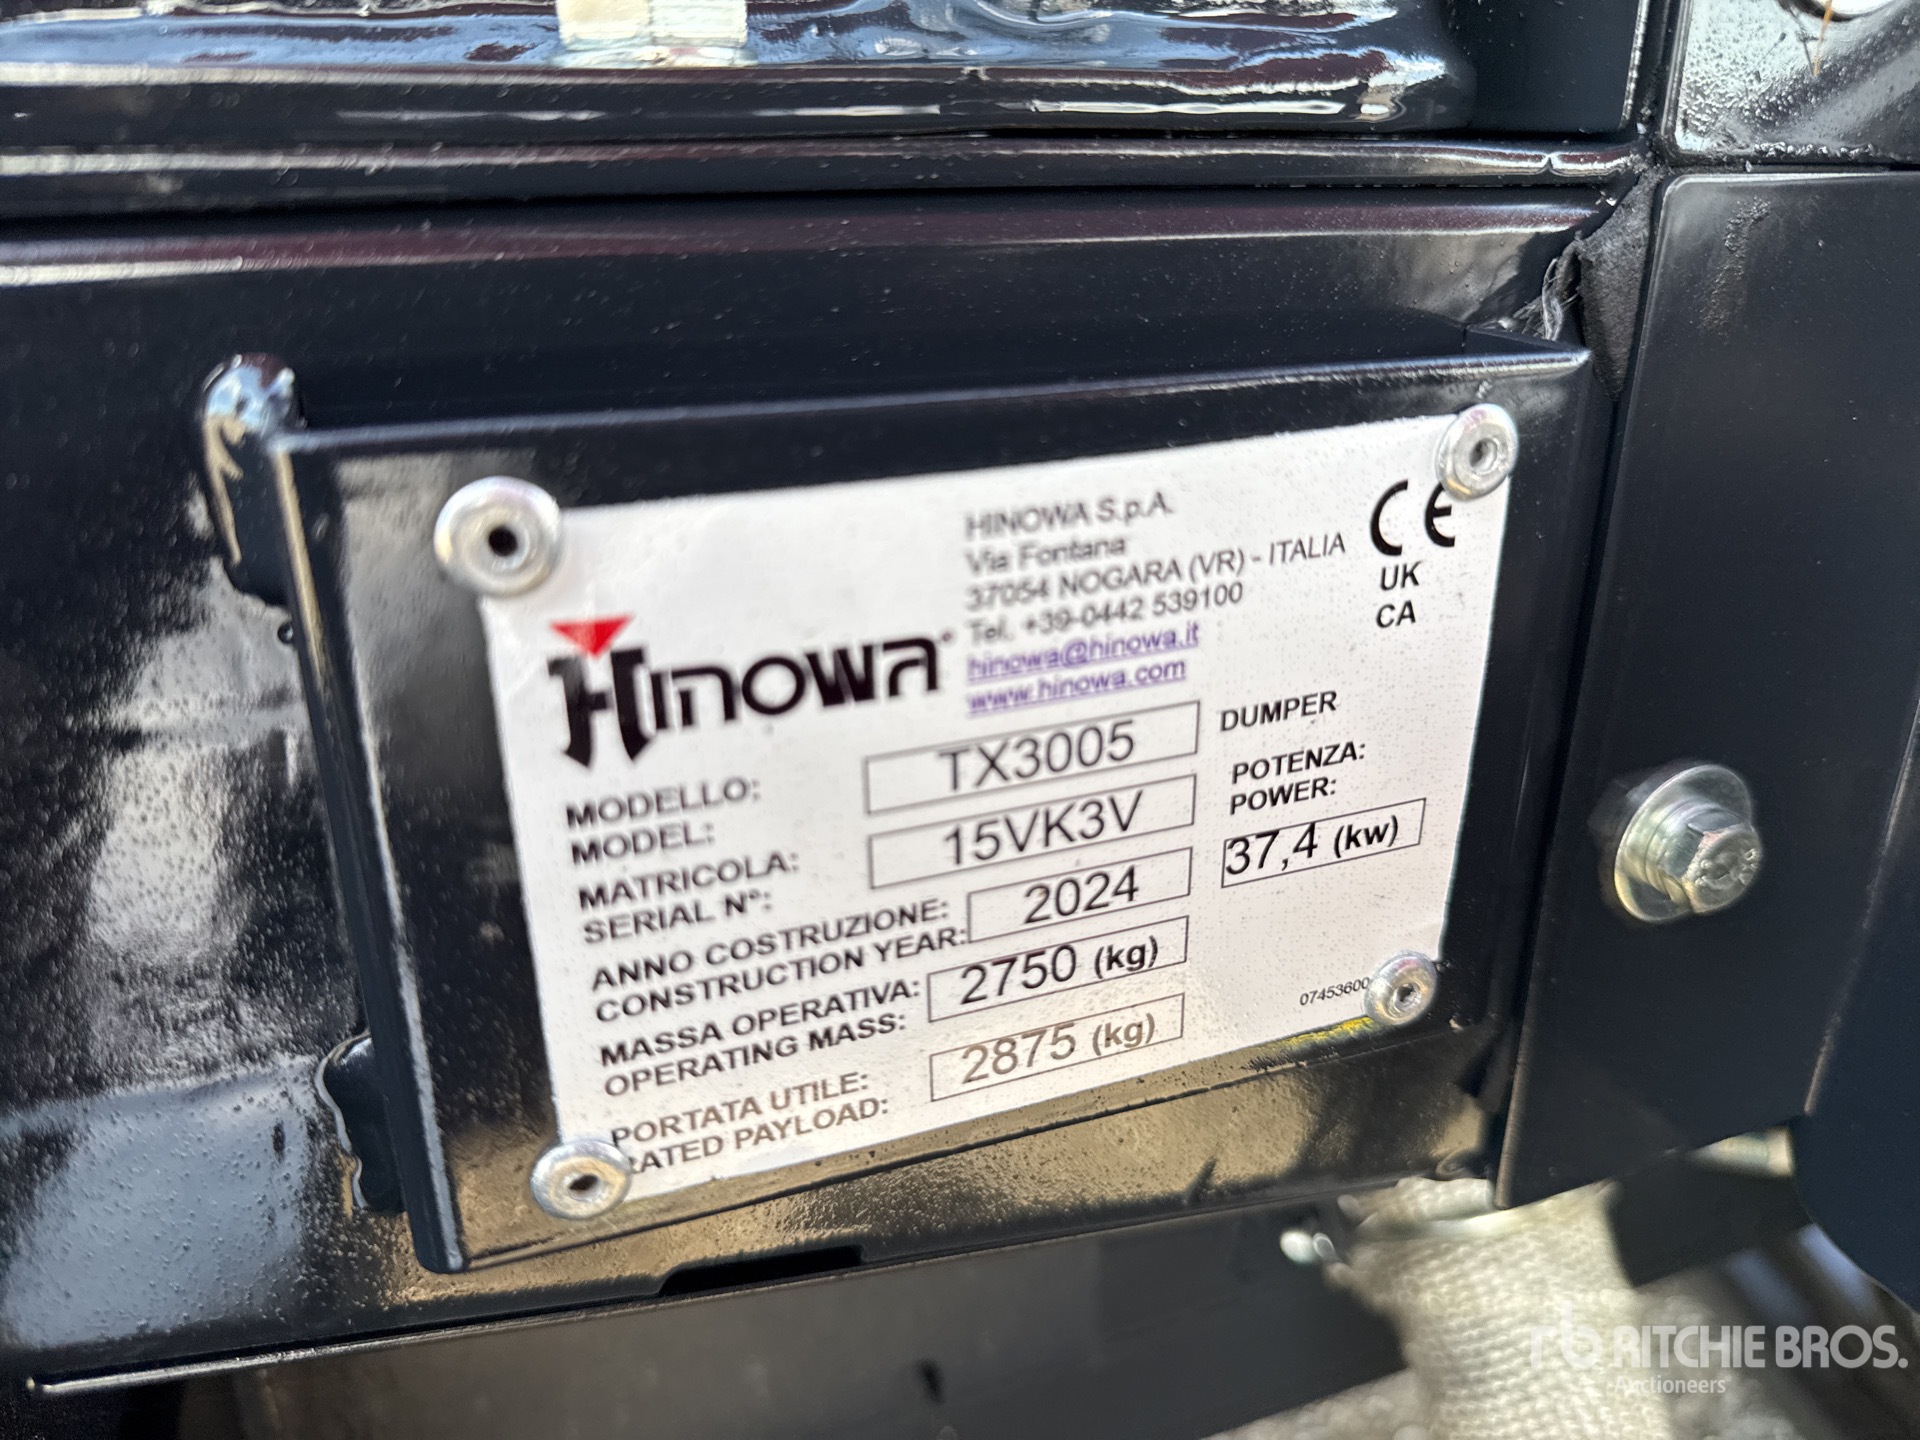 HINOWA S.p.A.
Via Fontana
37054 NOGARA (VR) - ITALIA
Tel. +39-0442 539100
hinowa@hinowa.it
www.hinowa.com
CE
UK
CA
HINOWA®
MODELLO: TX3005 DUMPER
MODEL:
MATRICOLA: 15VK3V
SERIAL N°:
POTENZA:
POWER:
37,4 (kw)
ANNO COSTRUZIONE: 2024
CONSTRUCTION YEAR:
MASSA OPERATIVA: 2750 (kg)
OPERATING MASS:
PORTATA UTILE: 2875 (kg)
RATED PAYLOAD:
07453600
RITCHIE BROS.
Auctioneers